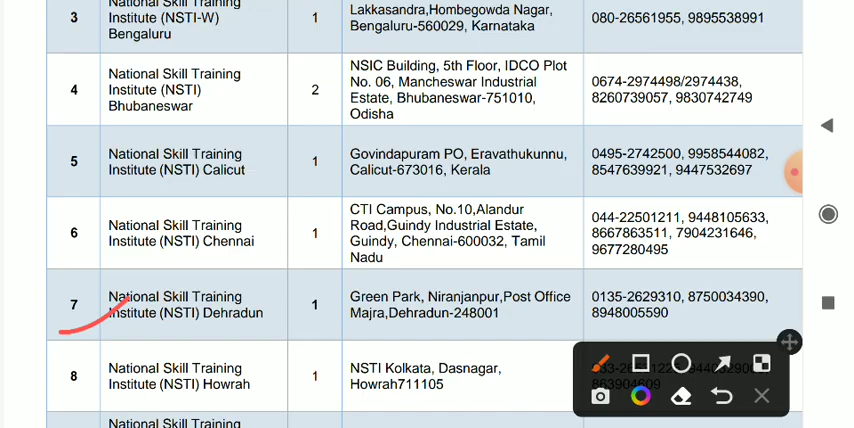 3
National Skill Training
Institute (NSTI-W)
Bengaluru
1
Lakkasandra,Hombegowda Nagar,
Bengaluru-560029, Karnataka
080-26561955, 9895538991
4
National Skill Training
Institute (NSTI)
Bhubaneswar
2
NSIC Building, 5th Floor, IDCO Plot
No. 06, Mancheswar Industrial
Estate, Bhubaneswar-751010,
Odisha
0674-2974498/2974438,
8260739057, 9830742749
5
National Skill Training
Institute (NSTI) Calicut
1
Govindapuram PO, Eravathukunnu,
Calicut-673016, Kerala
0495-2742500, 9958544082,
8547639921, 9447532697
6
National Skill Training
Institute (NSTI) Chennai
1
CTI Campus, No.10,Alandur
Road,Guindy Industrial Estate,
Guindy, Chennai-600032, Tamil
Nadu
044-22501211, 9448105633,
8667863511, 7904231646,
9677280495
7
National Skill Training
Institute (NSTI) Dehradun
1
Green Park, Niranjanpur,Post Office
Majra,Dehradun-248001
0135-2629310, 8750034390,
8948005590
8
National Skill Training
Institute (NSTI) Howrah
1
NSTI Kolkata, Dasnagar,
Howrah711105
National Skill Training